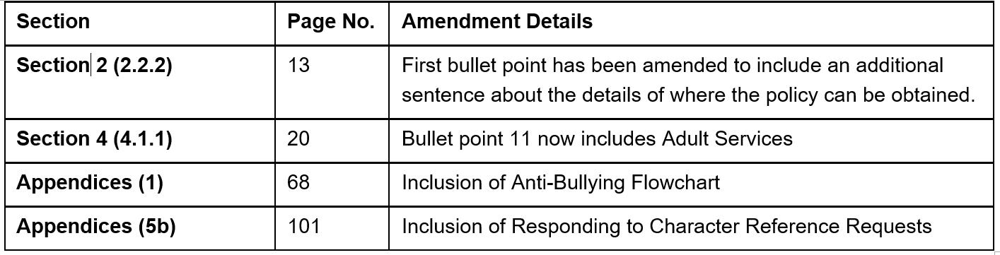 Section Page No. Amendment Details
Section 2 (2.2.2) 13 First bullet point has been amended to include an additional
sentence about the details of where the policy can be obtained.
Section 4 (4.1.1) 20 Bullet point 11 now includes Adult Services
Appendices (1) 68 Inclusion of Anti-Bullying Flowchart
Appendices (5b) 101 Inclusion of Responding to Character Reference Requests